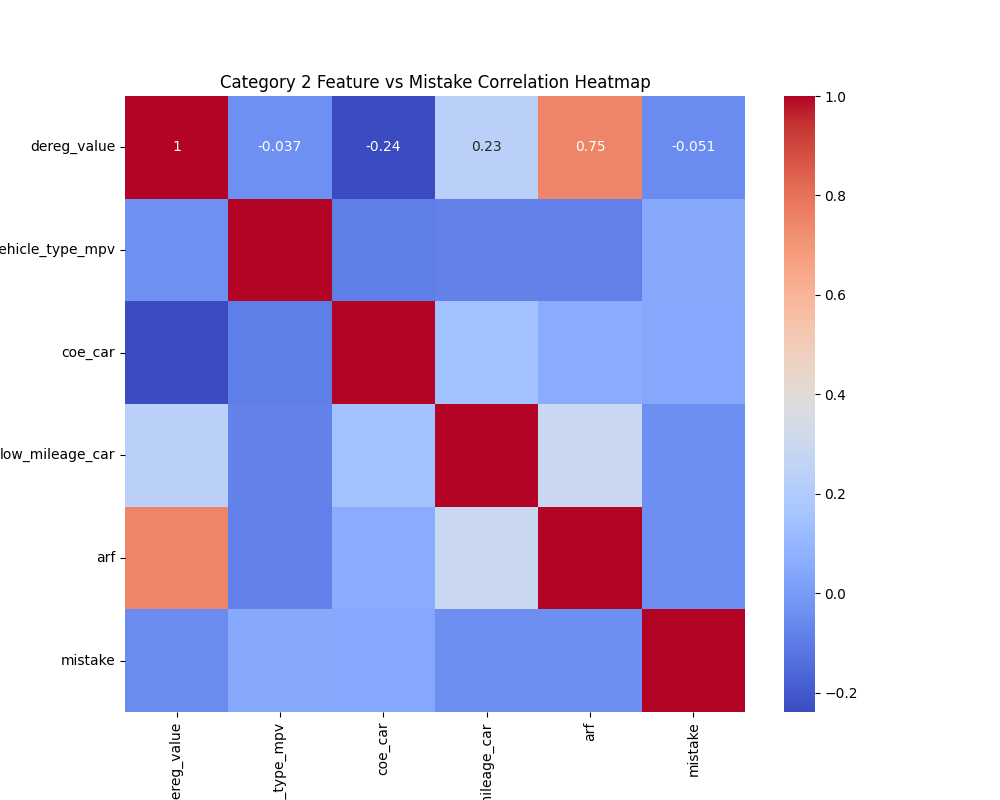 Category 2 Feature vs Mistake Correlation Heatmap
dereg_value
1
-0.037
-0.24
0.23
0.75
-0.051
ehicle_type_mpv
coe_car
low_mileage_car
arf
mistake
ereg_value
_type_mpv
coe_car
ileage_car
arf
mistake
1.0
0.8
0.6
0.4
0.2
0.0
−0.2